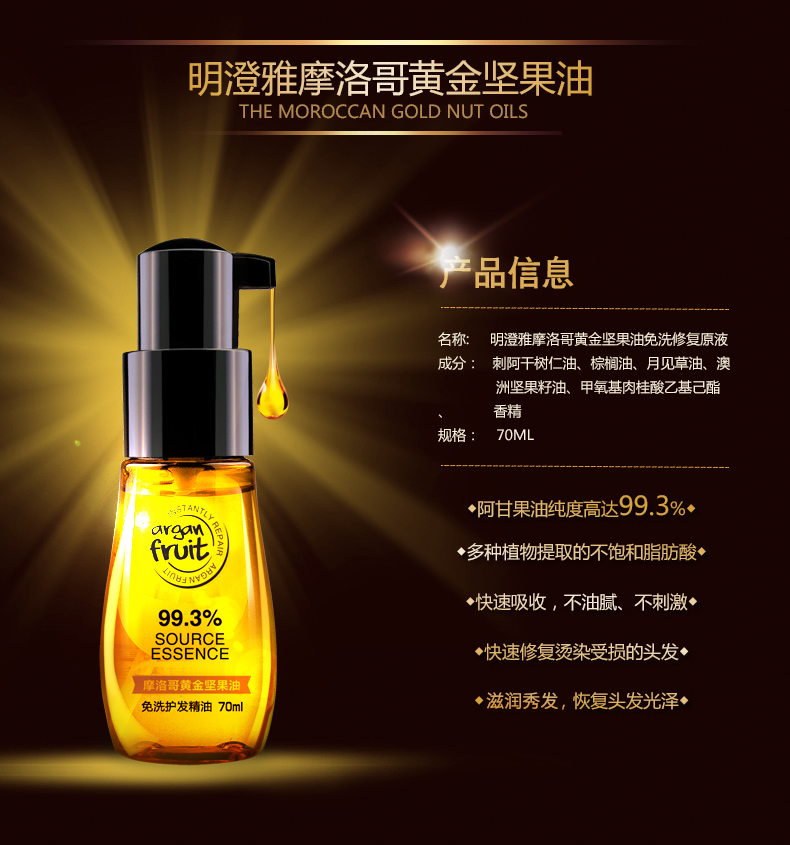 明澄雅摩洛哥黄金坚果油
THE MOROCCAN GOLD NUT OILS
产品信息
名称: 明澄雅摩洛哥黄金坚果油免洗修复原液
成分： 刺阿干树仁油、棕榈油、月见草油、澳
洲坚果籽油、甲氧基肉桂酸乙基己酯
、 香精
规格： 70ML
◆阿甘果油纯度高达99.3%◆
◆多种植物提取的不饱和脂肪酸◆
◆快速吸收，不油腻、不刺激◆
◆快速修复烫染受损的头发◆
◆滋润秀发，恢复头发光泽◆
INSTANTLY REPAIR
argan
fruit
ARGAN FRUIT
99.3%
SOURCE
ESSENCE
摩洛哥黄金坚果油
免洗护发精油 70ml